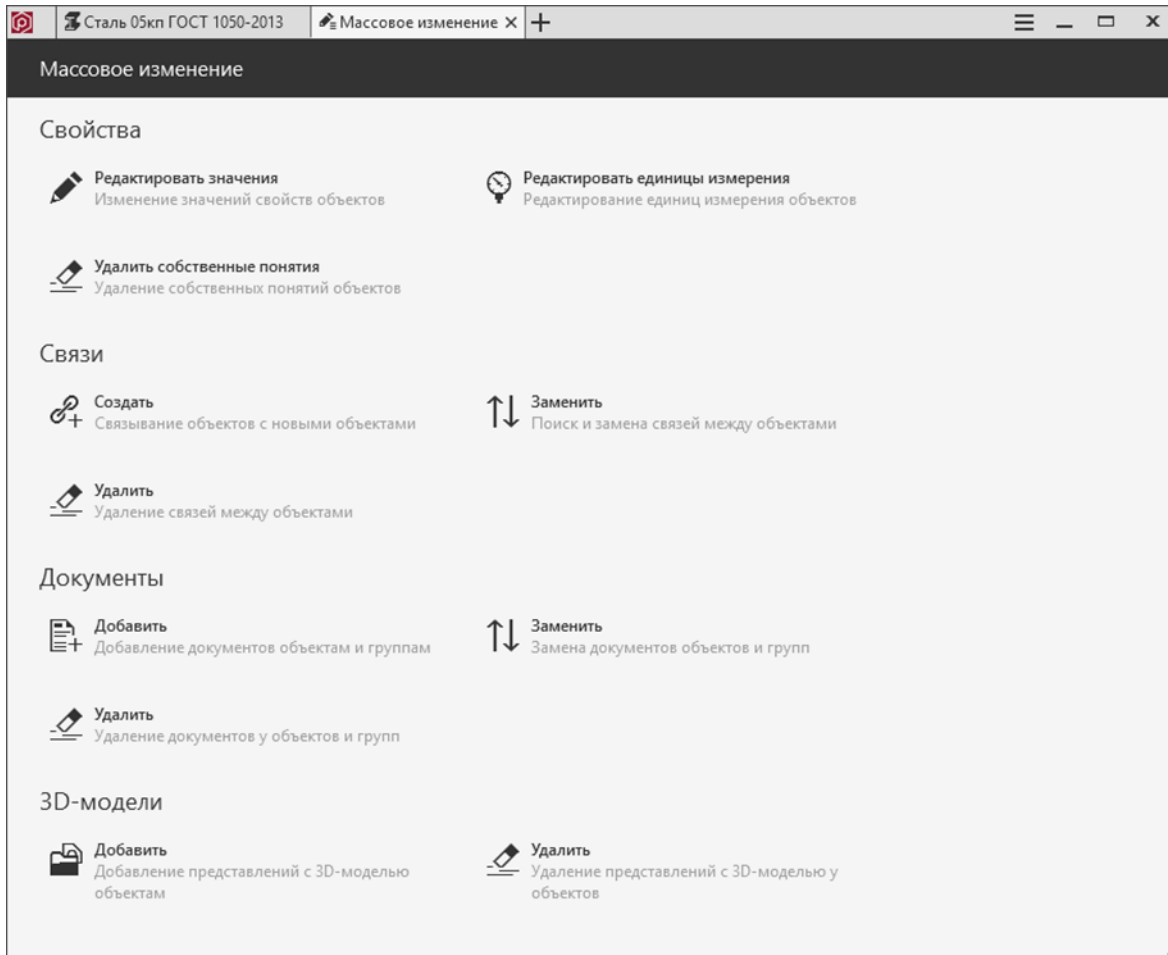 Сталь 05кп ГОСТ 1050-2013
Массовое изменение
Массовое изменение
Свойства
Редактировать значения
Изменение значений свойств объектов
Редактировать единицы измерения
Редактирование единиц измерения объектов
Удалить собственные понятия
Удаление собственных понятий объектов
Связи
Создать
Связывание объектов с новыми объектами
Заменить
Поиск и замена связей между объектами
Удалить
Удаление связей между объектами
Документы
Добавить
Добавление документов объектам и группам
Заменить
Замена документов объектов и групп
Удалить
Удаление документов у объектов и групп
3D-модели
Добавить
Добавление представлений с 3D-моделью
объектам
Удалить
Удаление представлений с 3D-моделью у
объектов